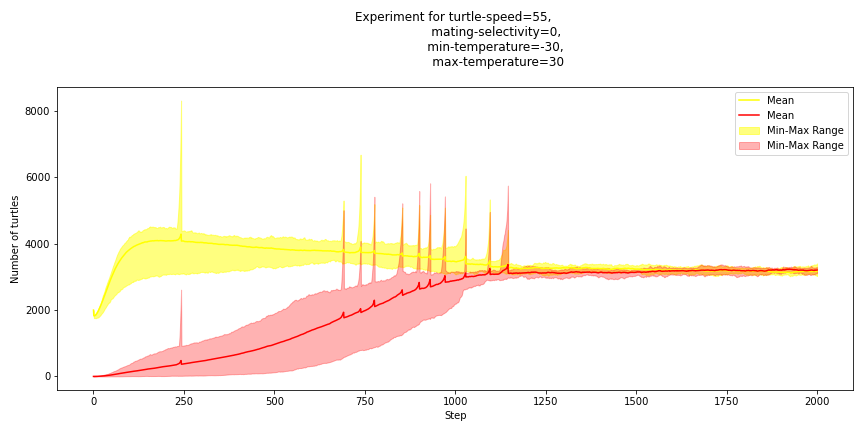 Experiment for turtle-speed=55,
mating-selectivity=0,
min-temperature=-30,
max-temperature=30
Mean
Mean
Min-Max Range
Min-Max Range
Number of turtles
8000
6000
4000
2000
0
0
250
500
750
1000
1250
1500
1750
2000
Step